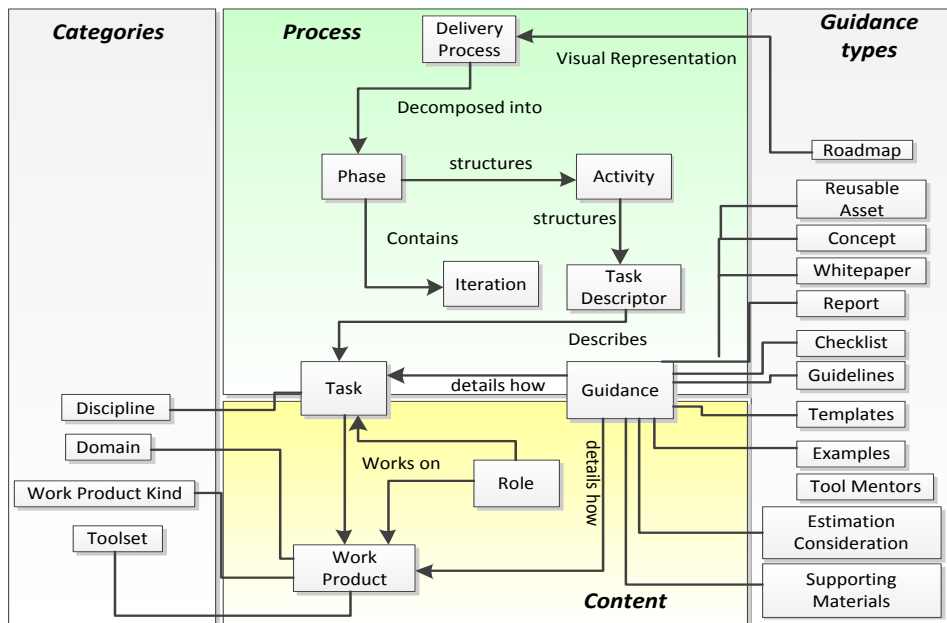 Categories
Process
Guidance
types
Delivery
Process
Visual Representation
Decomposed into
Roadmap
Phase
structures
Activity
Reusable
Asset
structures
Concept
Contains
Whitepaper
Iteration
Task
Descriptor
Report
Describes
Checklist
Task
details how
Guidance
Guidelines
Discipline
Templates
Domain
Works on
Role
details how
Examples
Work Product Kind
Tool Mentors
Toolset
Estimation
Consideration
Work
Product
Supporting
Materials
Content